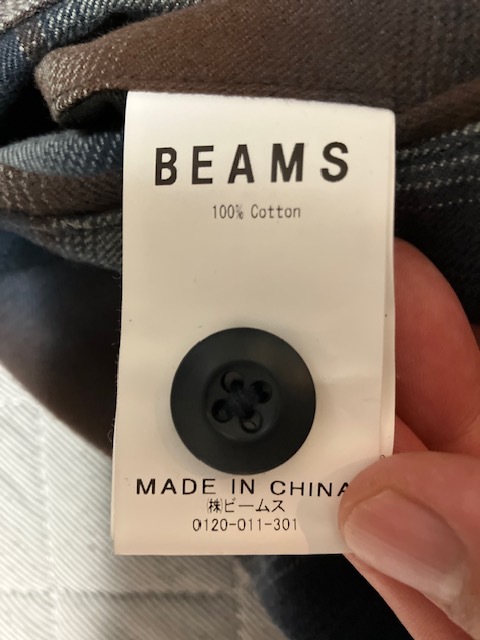 BEAMS
100% Cotton
MADE IN CHINA
㈱ビームス
0120-011-301